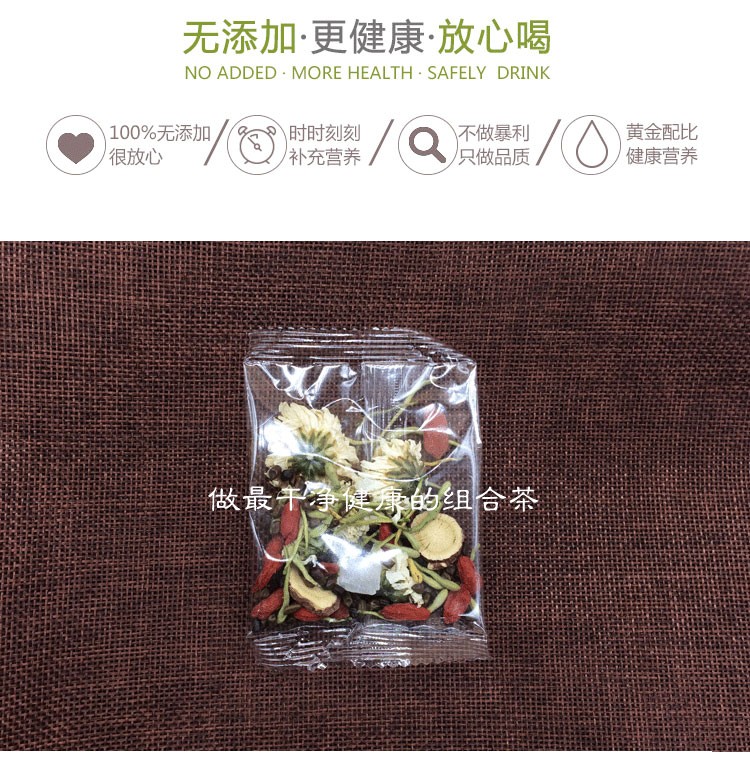 无添加·更健康·放心喝
NO ADDED · MORE HEALTH · SAFELY DRINK
100%无添加
很放心
时时刻刻
补充营养
不做暴利
只做品质
黄金配比
健康营养
做最干净健康的组合茶